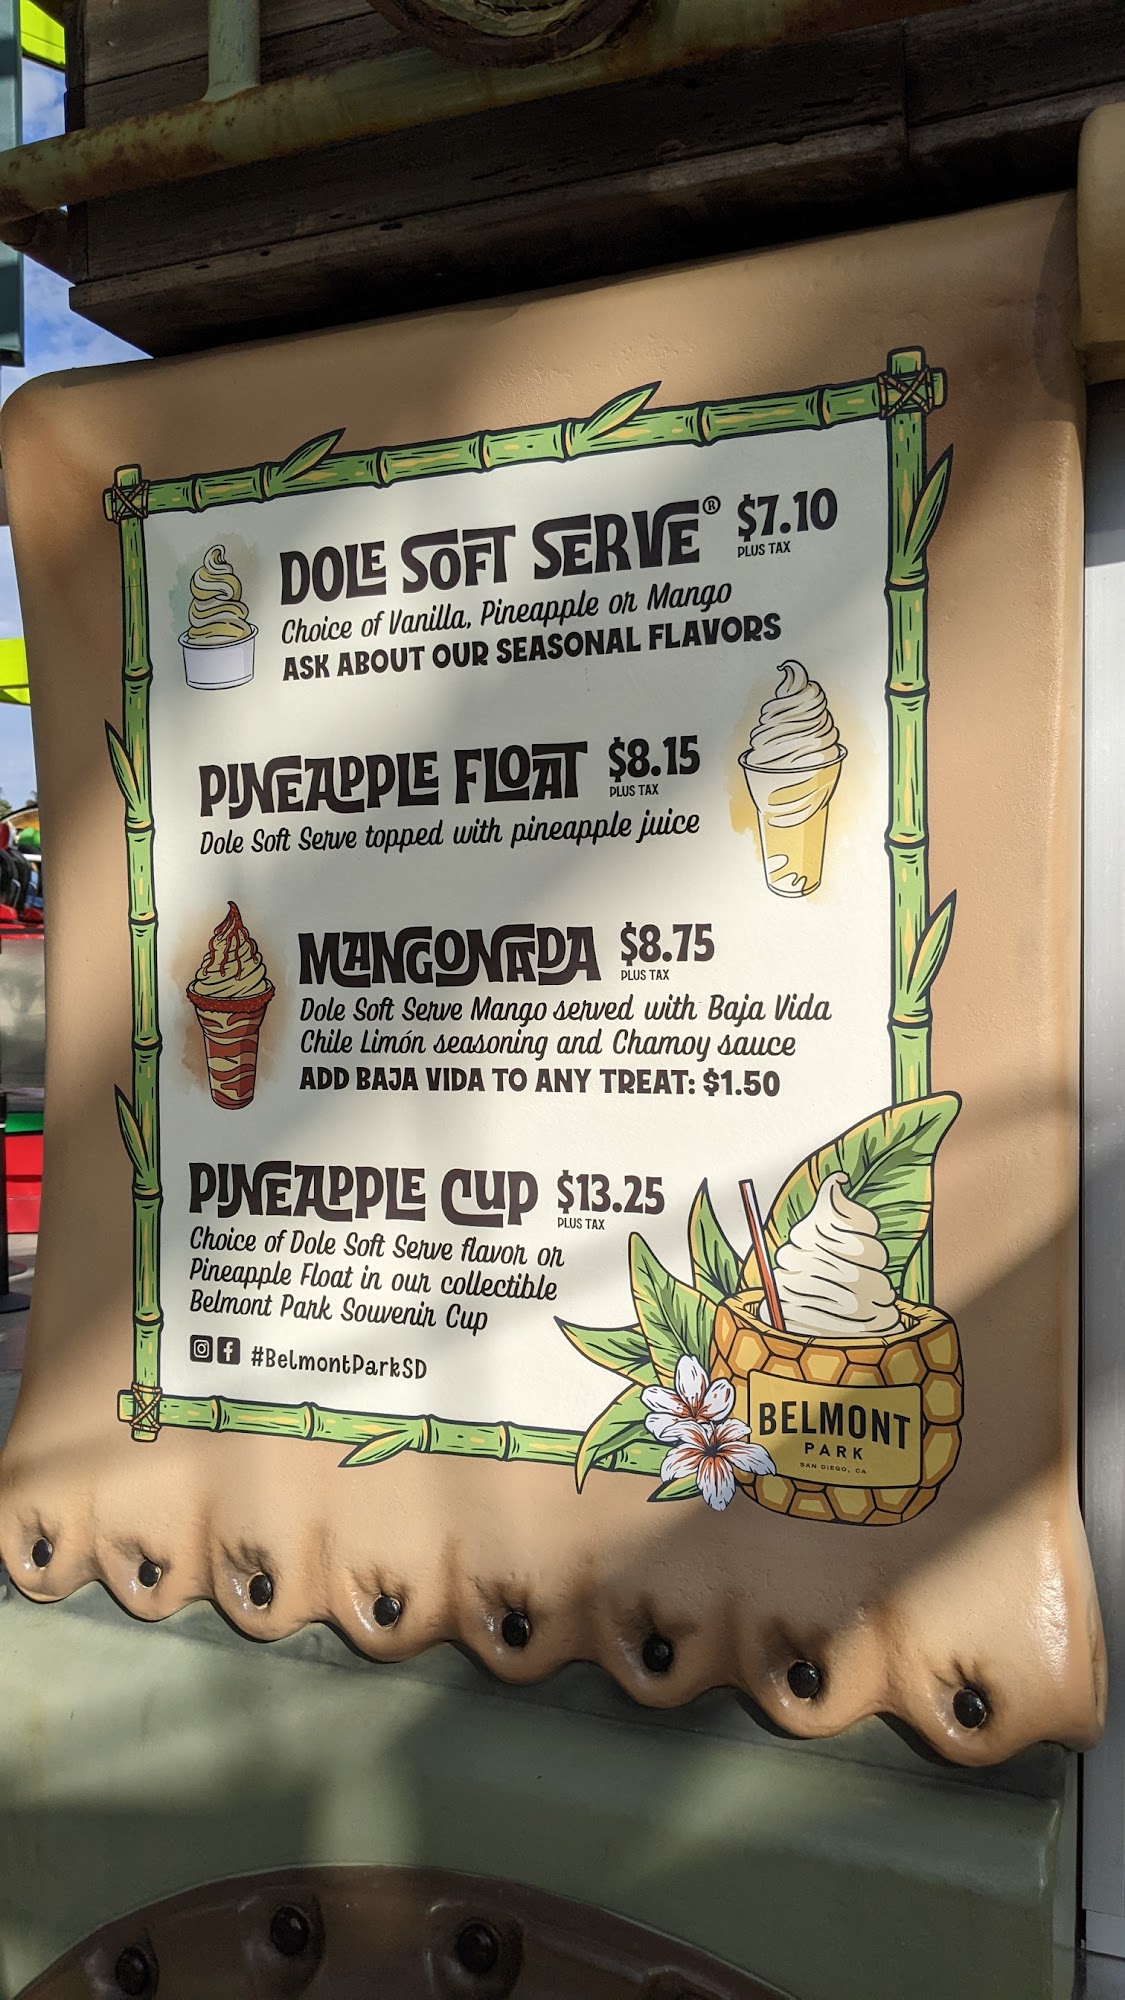 DOLE SOFT SERVE® $7.10
PLUS TAX
Choice of Vanilla, Pineapple or Mango
ASK ABOUT OUR SEASONAL FLAVORS
PINEAPPLE FLOAT $8.15
PLUS TAX
Dole Soft Serve topped with pineapple juice
MANGONADA $8.75
PLUS TAX
Dole Soft Serve Mango served with Baja Vida
Chile Limón seasoning and Chamoy sauce
ADD BAJA VIDA TO ANY TREAT: $1.50
PINEAPPLE CUP $13.25
PLUS TAX
Choice of Dole Soft Serve flavor or
Pineapple Float in our collectible
Belmont Park Souvenir Cup
#BelmontParkSD
BELMONT
PARK
SAN DIEGO, CA